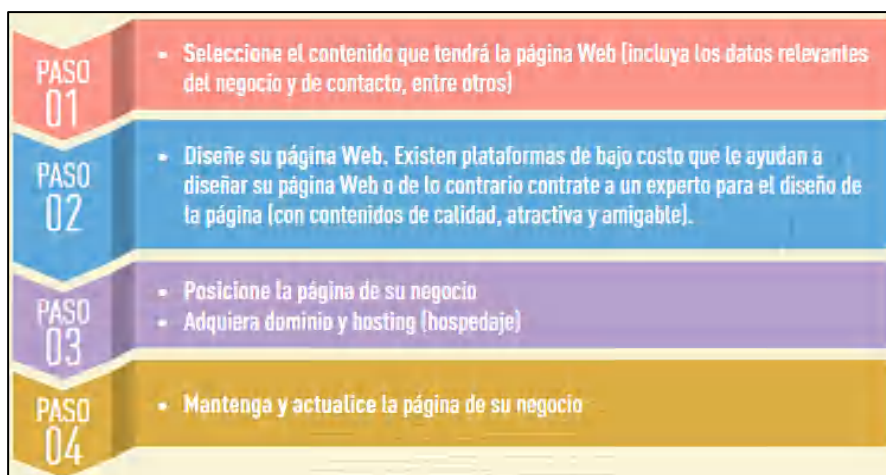 PASO
01
• Seleccione el contenido que tendrá la página Web (incluya los datos relevantes
del negocio y de contacto, entre otros)
PASO
02
• Diseñe su página Web. Existen plataformas de bajo costo que le ayudan a
diseñar su página Web o de lo contrario contrate a un experto para el diseño de
la página (con contenidos de calidad, atractiva y amigable).
PASO
03
• Posicione la página de su negocio
• Adquiera dominio y hosting (hospedaje)
PASO
04
• Mantenga y actualice la página de su negocio